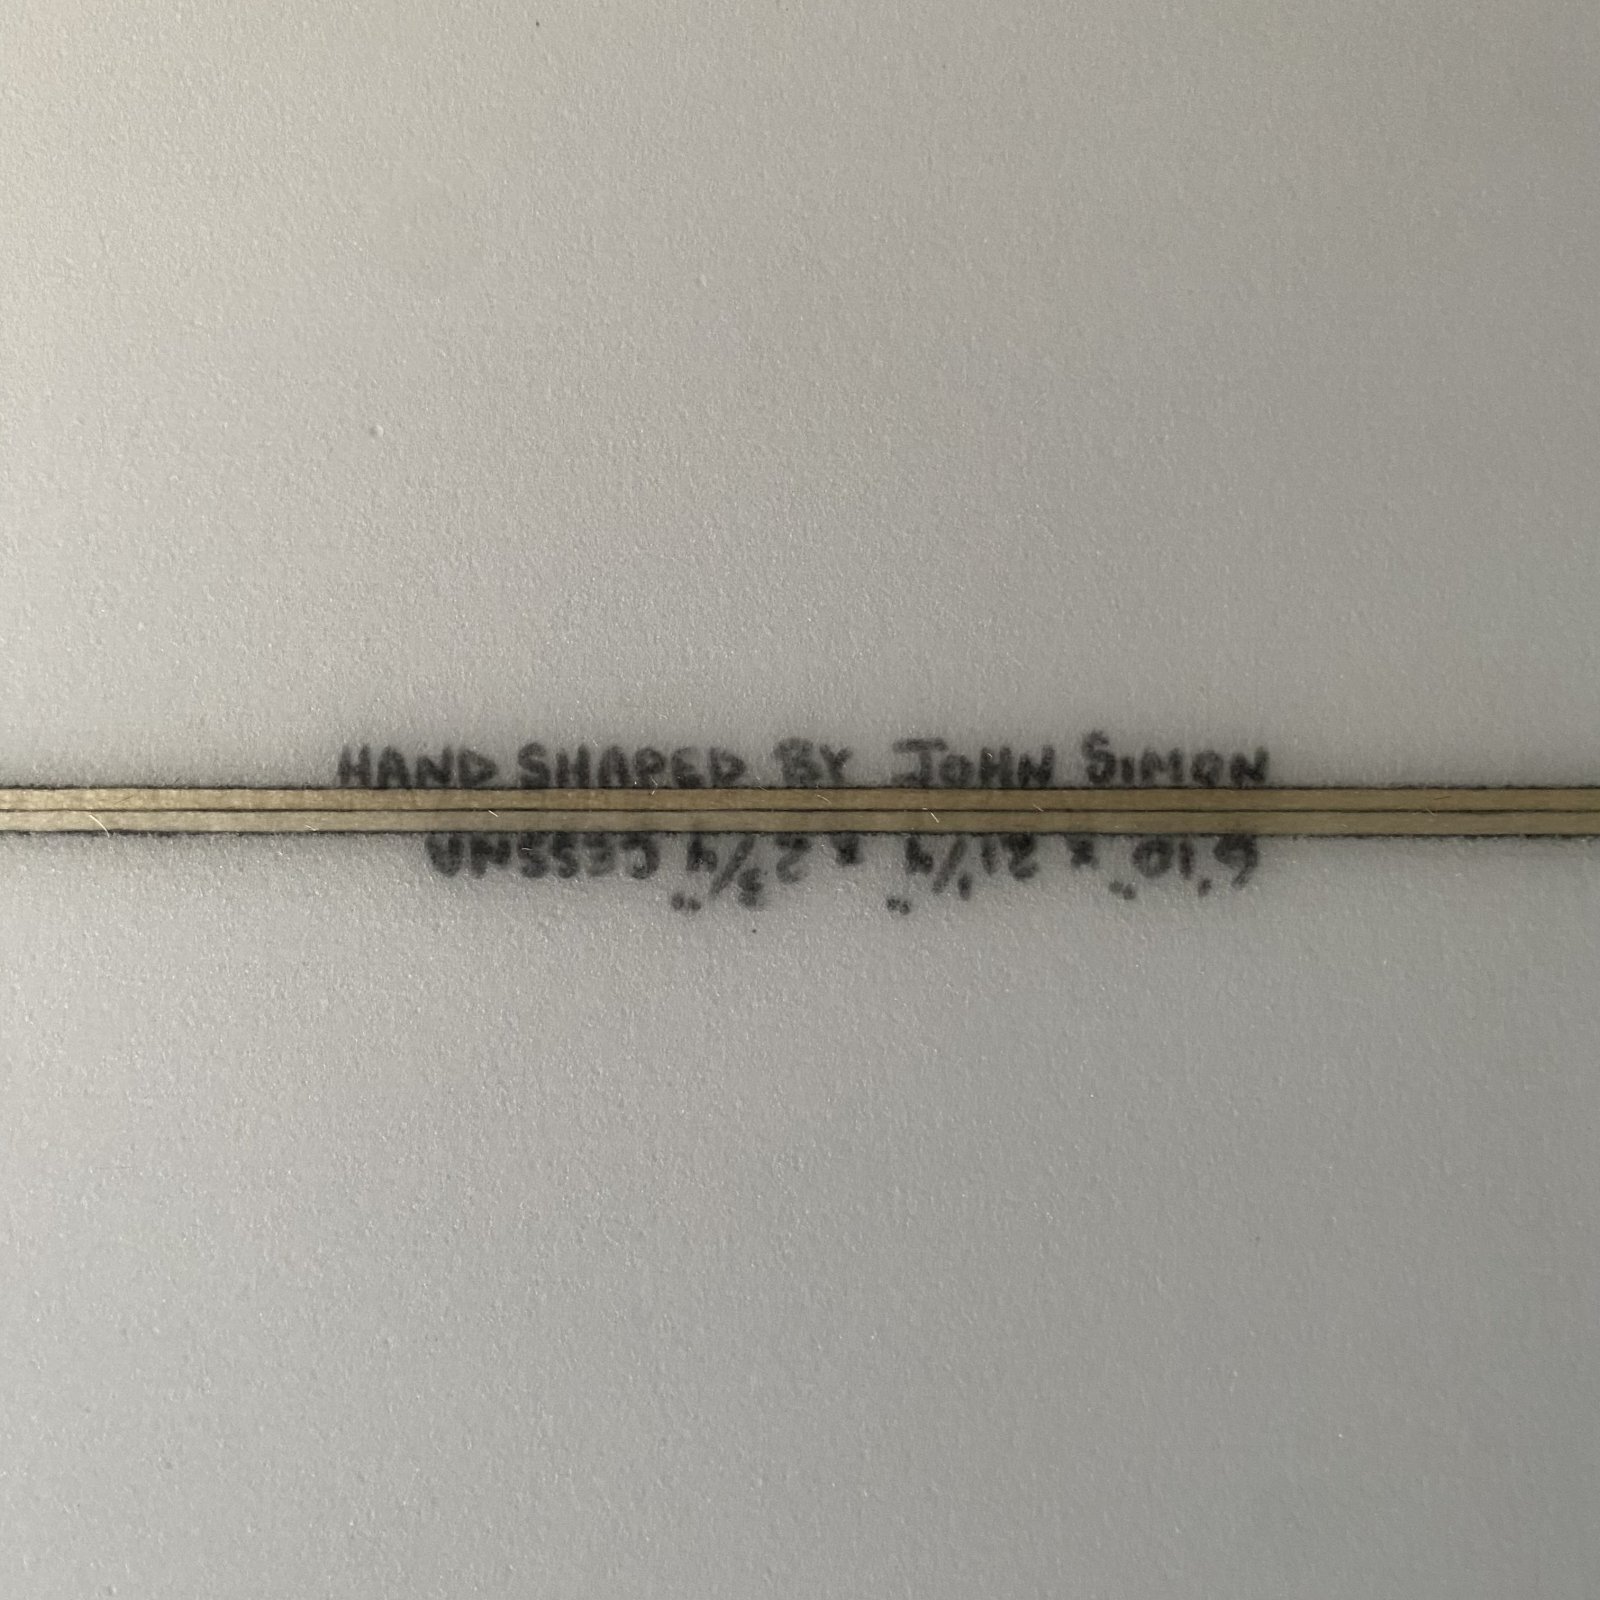 HAND SHAPED BY JOHN SIMON
6'10" x 21 1/4" x 2 3/4" CESSNA